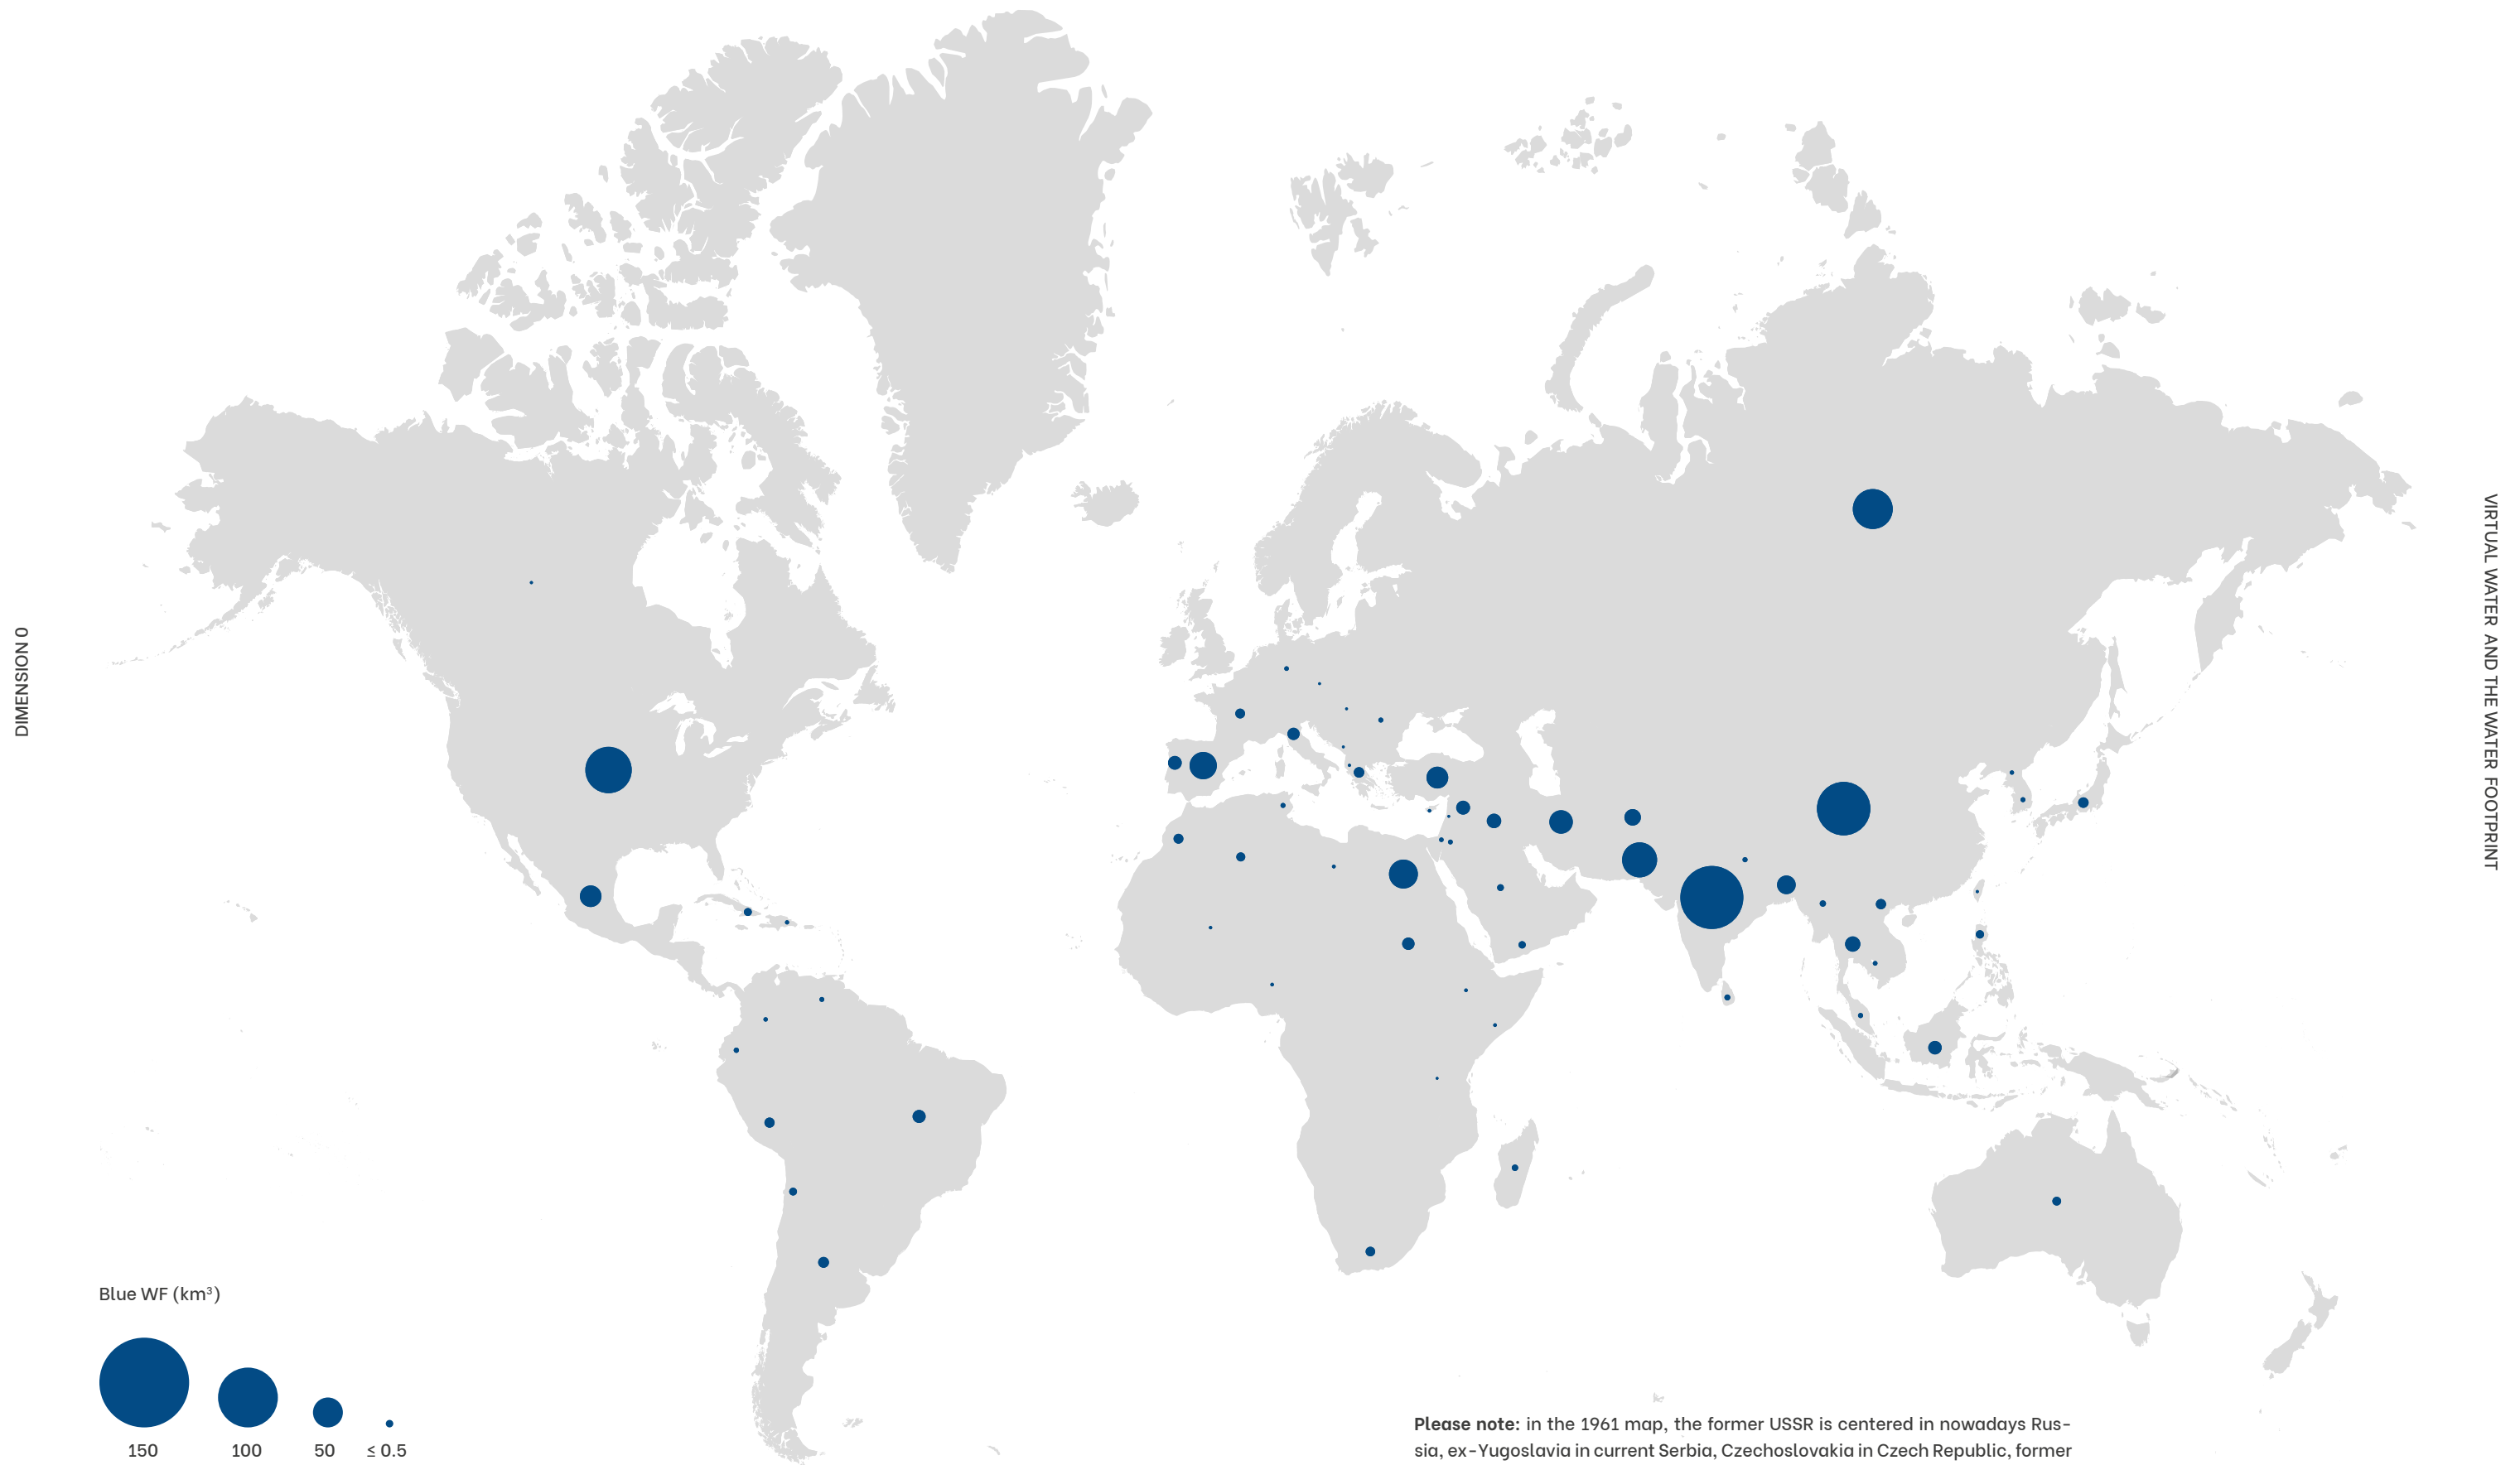 DIMENSION 0
VIRTUAL WATER AND THE WATER FOOTPRINT
Blue WF (km³)
150 100 50 ≤ 0.5
Please note: in the 1961 map, the former USSR is centered in nowadays Rus-
sia, ex-Yugoslavia in current Serbia, Czechoslovakia in Czech Republic, former